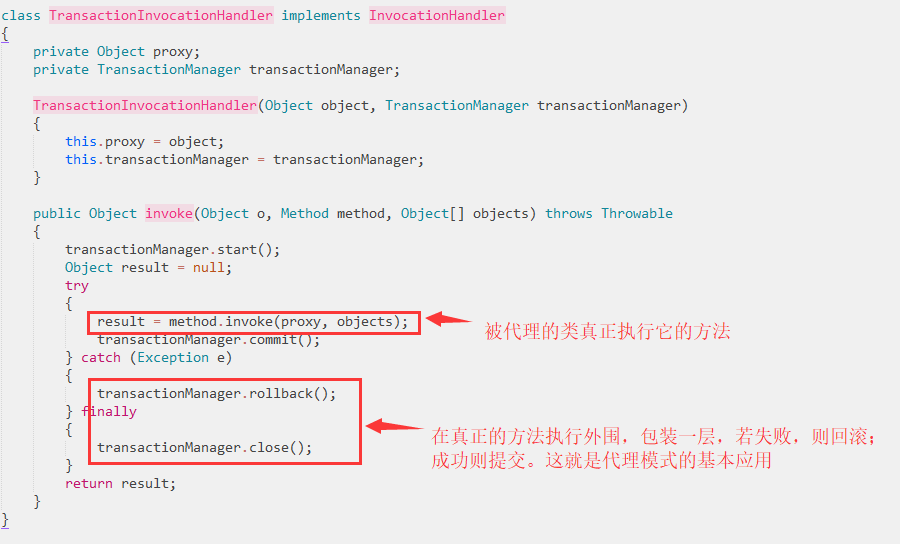 class TransactionInvocationHandler implements InvocationHandler
{
private Object proxy;
private TransactionManager transactionManager;
TransactionInvocationHandler(Object object, TransactionManager transactionManager)
{
this.proxy = object;
this.transactionManager = transactionManager;
}
public Object invoke(Object o, Method method, Object[] objects) throws Throwable
{
transactionManager.start();
Object result = null;
try
{
result = method.invoke(proxy, objects);
被代理的类真正执行它的方法
transactionManager.commit();
} catch (Exception e)
{
transactionManager.rollback();
} finally
{
在真正的方法执行外围，包装一层，若失败，则回滚；
成功则提交。这就是代理模式的基本应用
transactionManager.close();
}
return result;
}
}